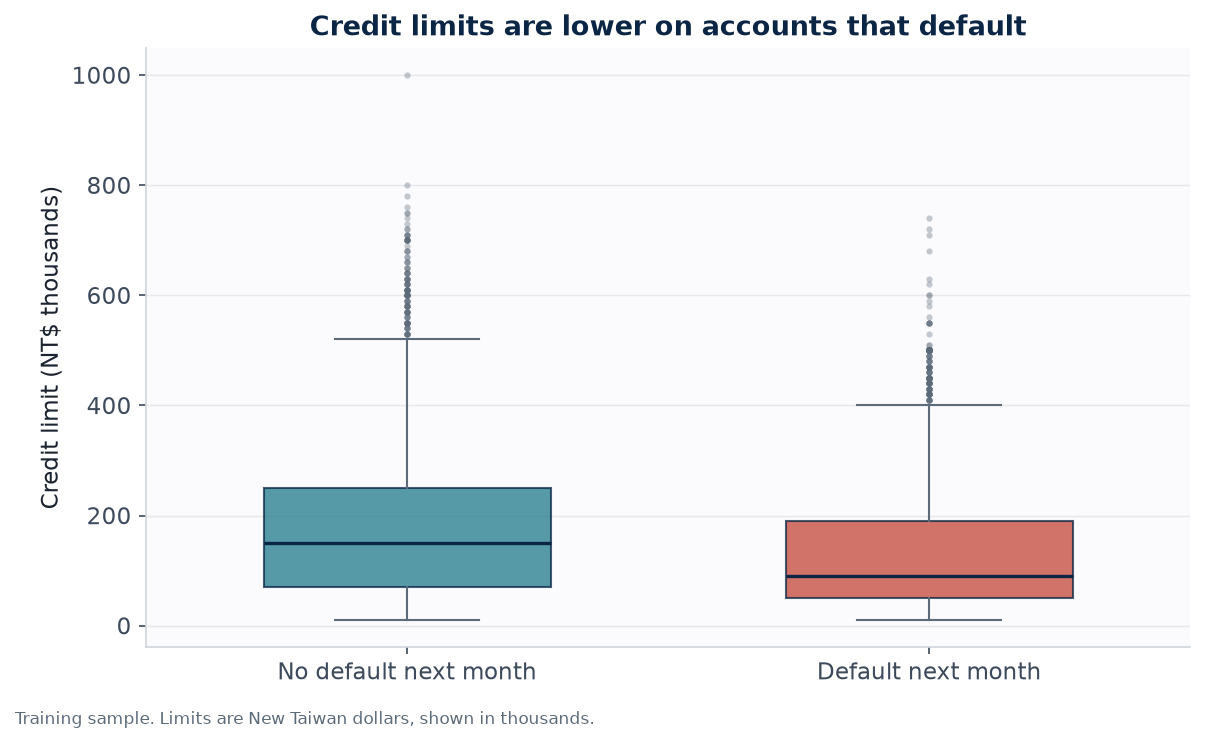 Credit limits are lower on accounts that default
Credit limit (NT$ thousands)
1000
800
600
400
200
0
No default next month
Default next month
Training sample. Limits are New Taiwan dollars, shown in thousands.